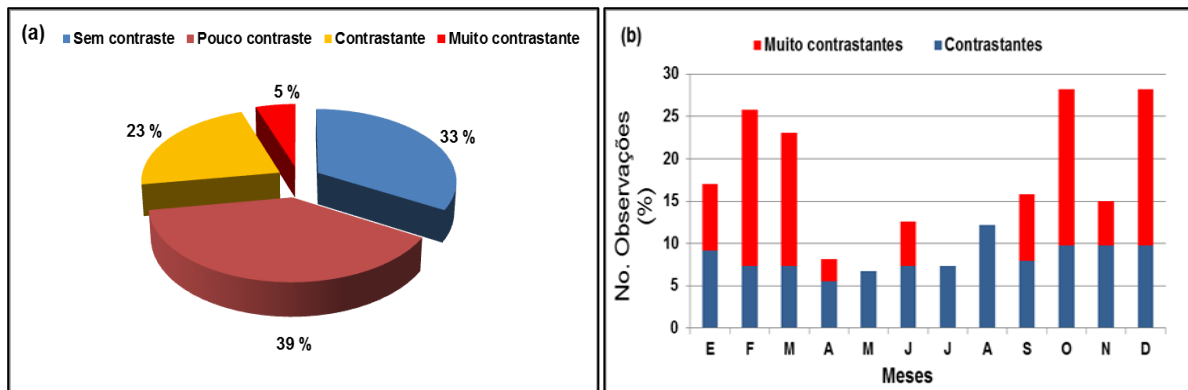 (a)
Sem contraste Pouco contraste Contrastante Muito contrastante
5 %
23 %
33 %
39 %
(b)
Muito contrastantes Contrastantes
No. Observações
(%)
30
25
20
15
10
5
0
E F M A M J J A S O N D
Meses